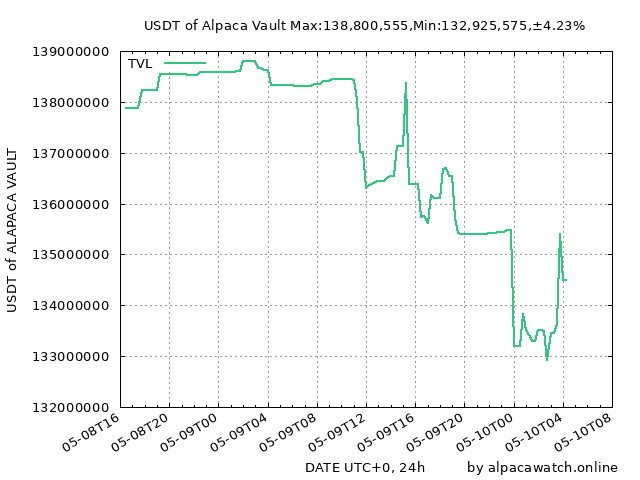 USDT of Alpaca Vault Max:138,800,555,Min:132,925,575,±4.23%
TVL
USDT of ALAPACA VAULT
139000000
138000000
137000000
136000000
135000000
134000000
133000000
132000000
05-08T16
05-08T20
05-09T00
05-09T04
05-09T08
05-09T12
05-09T16
05-09T20
05-10T00
05-10T04
05-10T08
DATE UTC+0, 24h
by alpacawatch.online